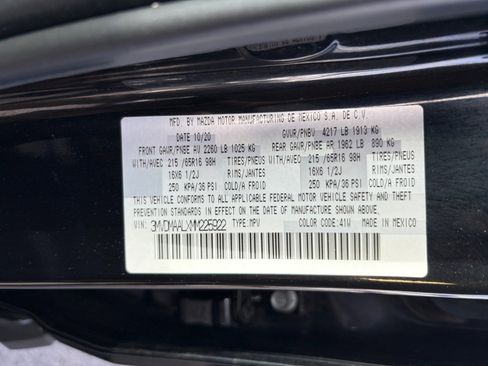 MFD. BY MAZDA MOTOR MANUFACTURING DE MEXICO S.A. DE C.V.
DATE 10/20 GVWR/PNBV 4217 LB 1913 KG
FRONT GAWR/PNBE AV 2260 LB 1025 KG REAR GAWR/PNBE AR 1962 LB 890 KG
WITH/AVEC 215 /65R16 98H TIRES/PNEUS WITH/AVEC 215 /65R16 98H TIRES/PNEUS
16X6 1/2J RIMS/JANTES 16X6 1/2J RIMS/JANTES
250 KPA/36 PSI COLD/A FROID 250 KPA/36 PSI COLD/A FROID
THIS VEHICLE CONFORMS TO ALL APPLICABLE FEDERAL MOTOR VEHICLE SAFETY, BUMPER, AND THEFT
PREVENTION STANDARDS IN EFFECT ON THE DATE OF MANUFACTURE SHOWN ABOVE.
VIN: 3MVDMAALXMM225922 TYPE:MPV COLOR CODE:41W MADE IN MEXICO